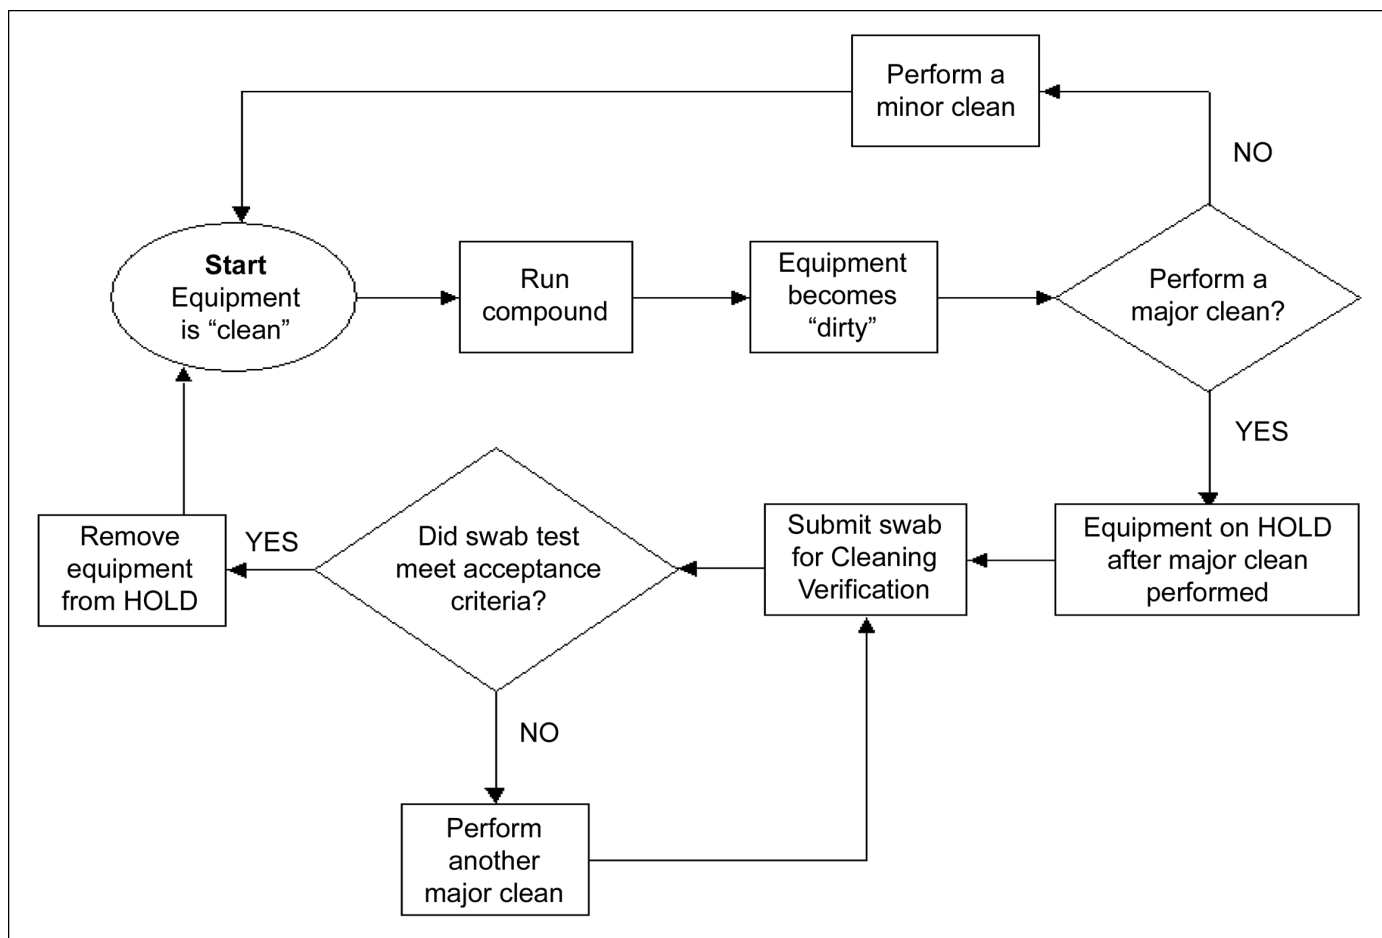 Perform a
minor clean
NO
Start
Equipment
is “clean”
Run
compound
Equipment
becomes
“dirty”
Perform a
major clean?
YES
Equipment on HOLD
after major clean
performed
Submit swab
for Cleaning
Verification
Did swab test
meet acceptance
criteria?
YES
Remove
equipment
from HOLD
NO
Perform
another
major clean